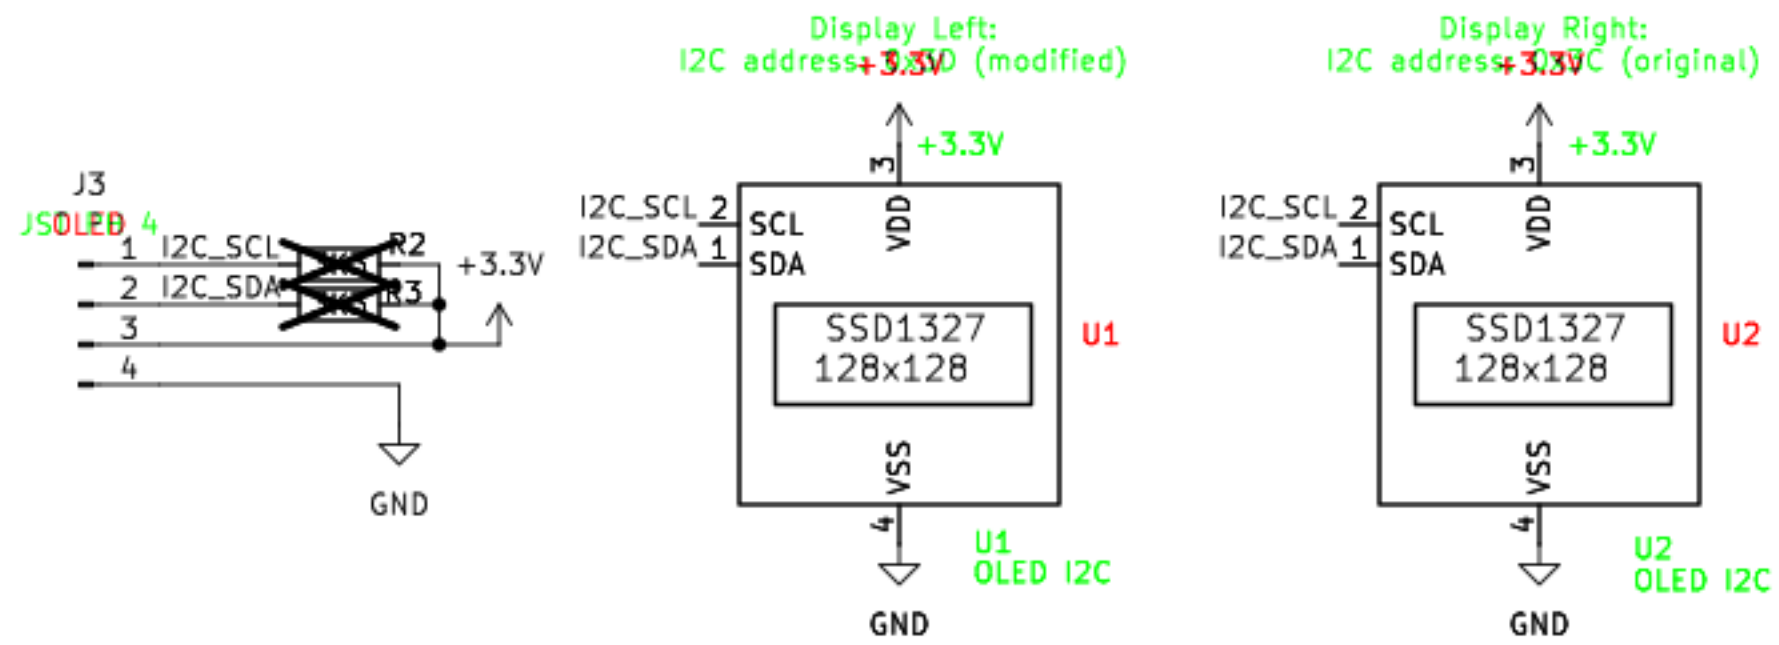 J3
OLED 4
1 I2C_SCL R2
2 I2C_SDA R3
3
4
+3.3V
GND
Display Left:
I2C address: (modified)
+3.3V
+3.3V
3
I2C_SCL 2 SCL
I2C_SDA 1 SDA
VDD
SSD1327
128x128
U1
VSS
4
U1
OLED I2C
GND
Display Right:
I2C address: (original)
+3.3V
+3.3V
3
I2C_SCL 2 SCL
I2C_SDA 1 SDA
VDD
SSD1327
128x128
U2
VSS
4
U2
OLED I2C
GND